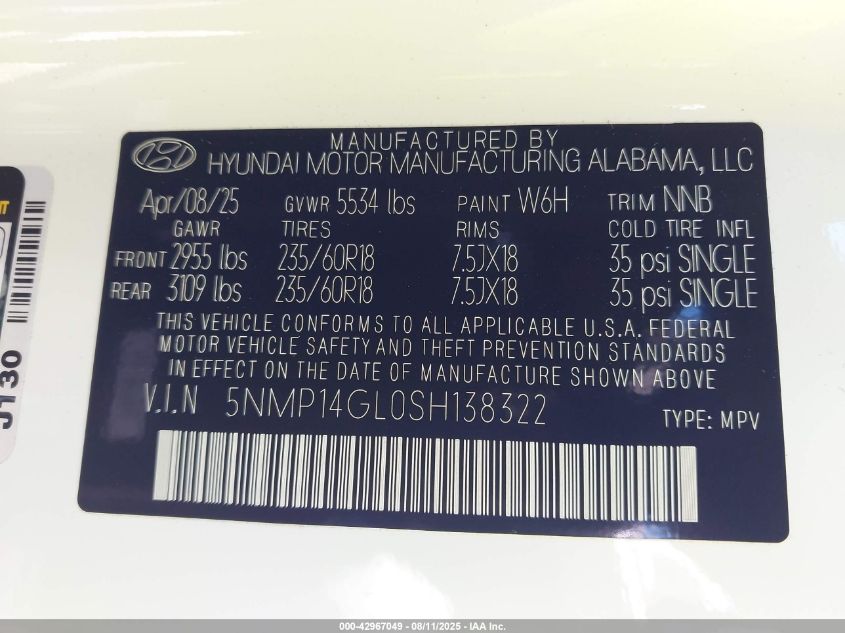 MANUFACTURED BY
HYUNDAI MOTOR MANUFACTURING ALABAMA, LLC
Apr/08/25 GVWR 5534 lbs PAINT W6H TRIM NNB
GAWR TIRES RIMS COLD TIRE INFL
FRONT 2955 lbs 235/60R18 7.5JX18 35 psi SINGLE
REAR 3109 lbs 235/60R18 7.5JX18 35 psi SINGLE
THIS VEHICLE CONFORMS TO ALL APPLICABLE U.S.A. FEDERAL
MOTOR VEHICLE SAFETY AND THEFT PREVENTION STANDARDS
IN EFFECT ON THE DATE OF MANUFACTURE SHOWN ABOVE
V.I.N 5NMP14GL0SH138322 TYPE: MPV
J130
000-42967049 - 08/11/2025 - IAA Inc.